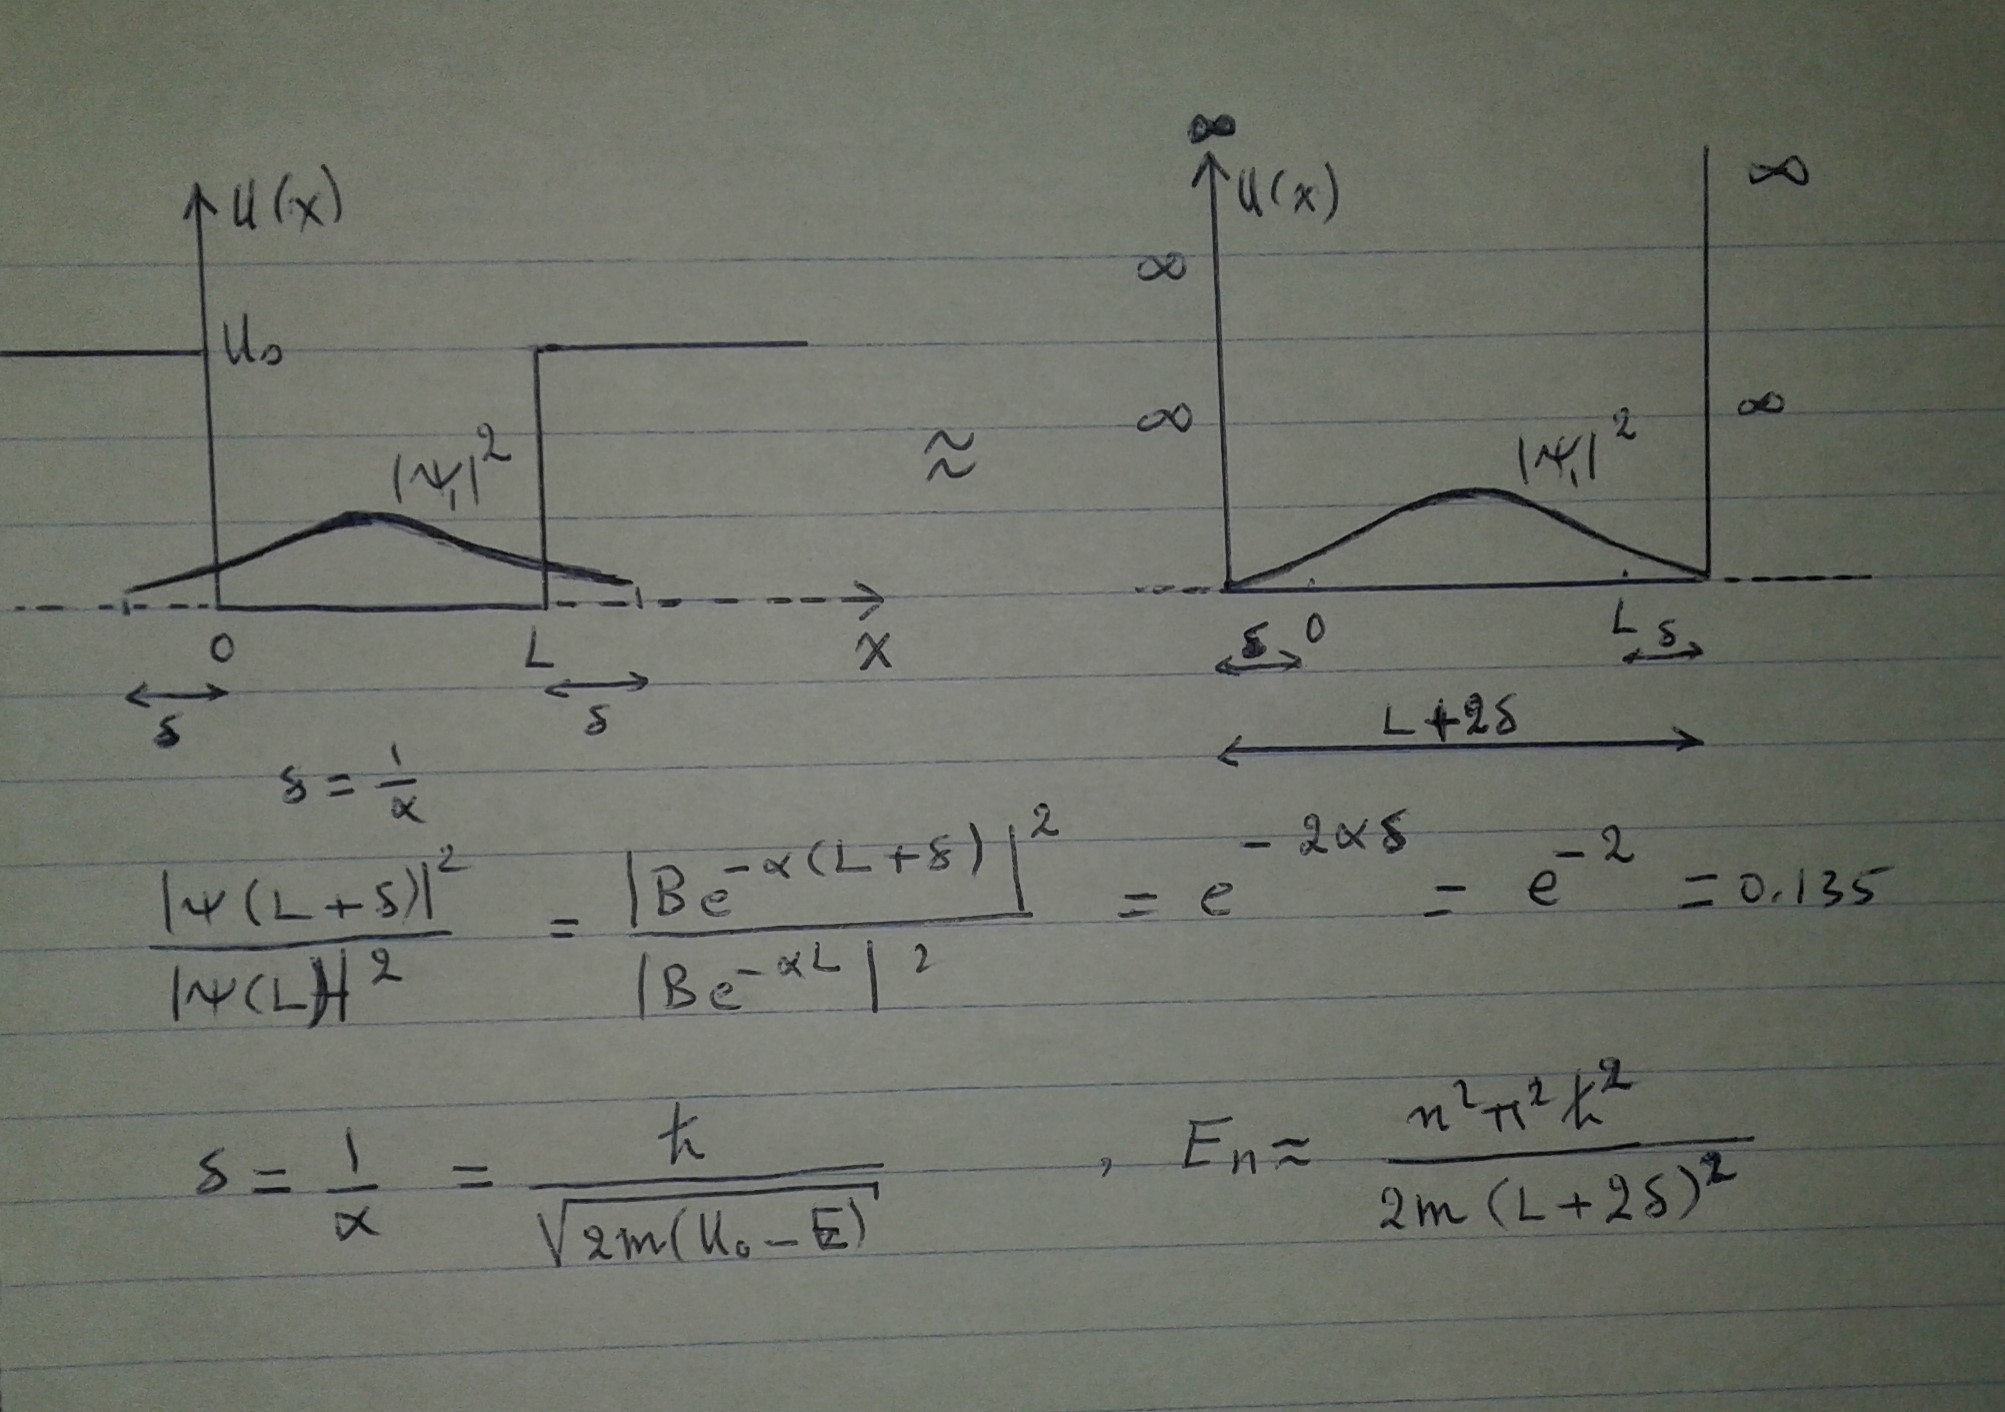 ∞
U(x) U(x) ∞
∞
U₀
∞ ∞
|ψ₁|² ≈ |ψ₁|²
0 L x δ 0 L δ
δ δ L+2δ
δ = 1/α
|ψ(L+δ)|² / |ψ(L)|² = |Be^{-α(L+δ)}|² / |Be^{-αL}|² = e^{-2αδ} = e^{-2} = 0.135
δ = 1/α = ħ / √(2m(U₀-E)) , Eₙ ≈ n²π²ħ² / 2m(L+2δ)²